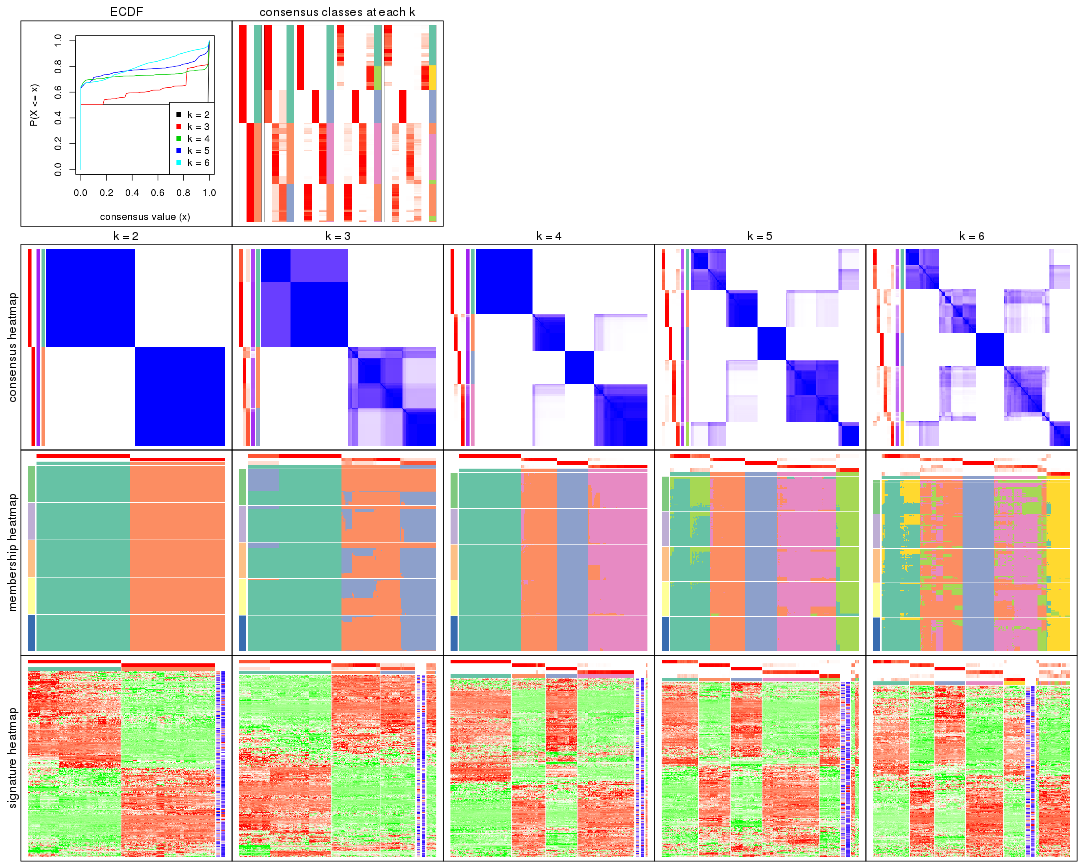 ECDF
consensus classes at each k
P(X <= x)
0.0
0.2
0.4
0.6
0.8
1.0
k = 2
k = 3
k = 4
k = 5
k = 6
0.0 0.2 0.4 0.6 0.8 1.0
consensus value (x)
k = 2
k = 3
k = 4
k = 5
k = 6
consensus heatmap
membership heatmap
signature heatmap